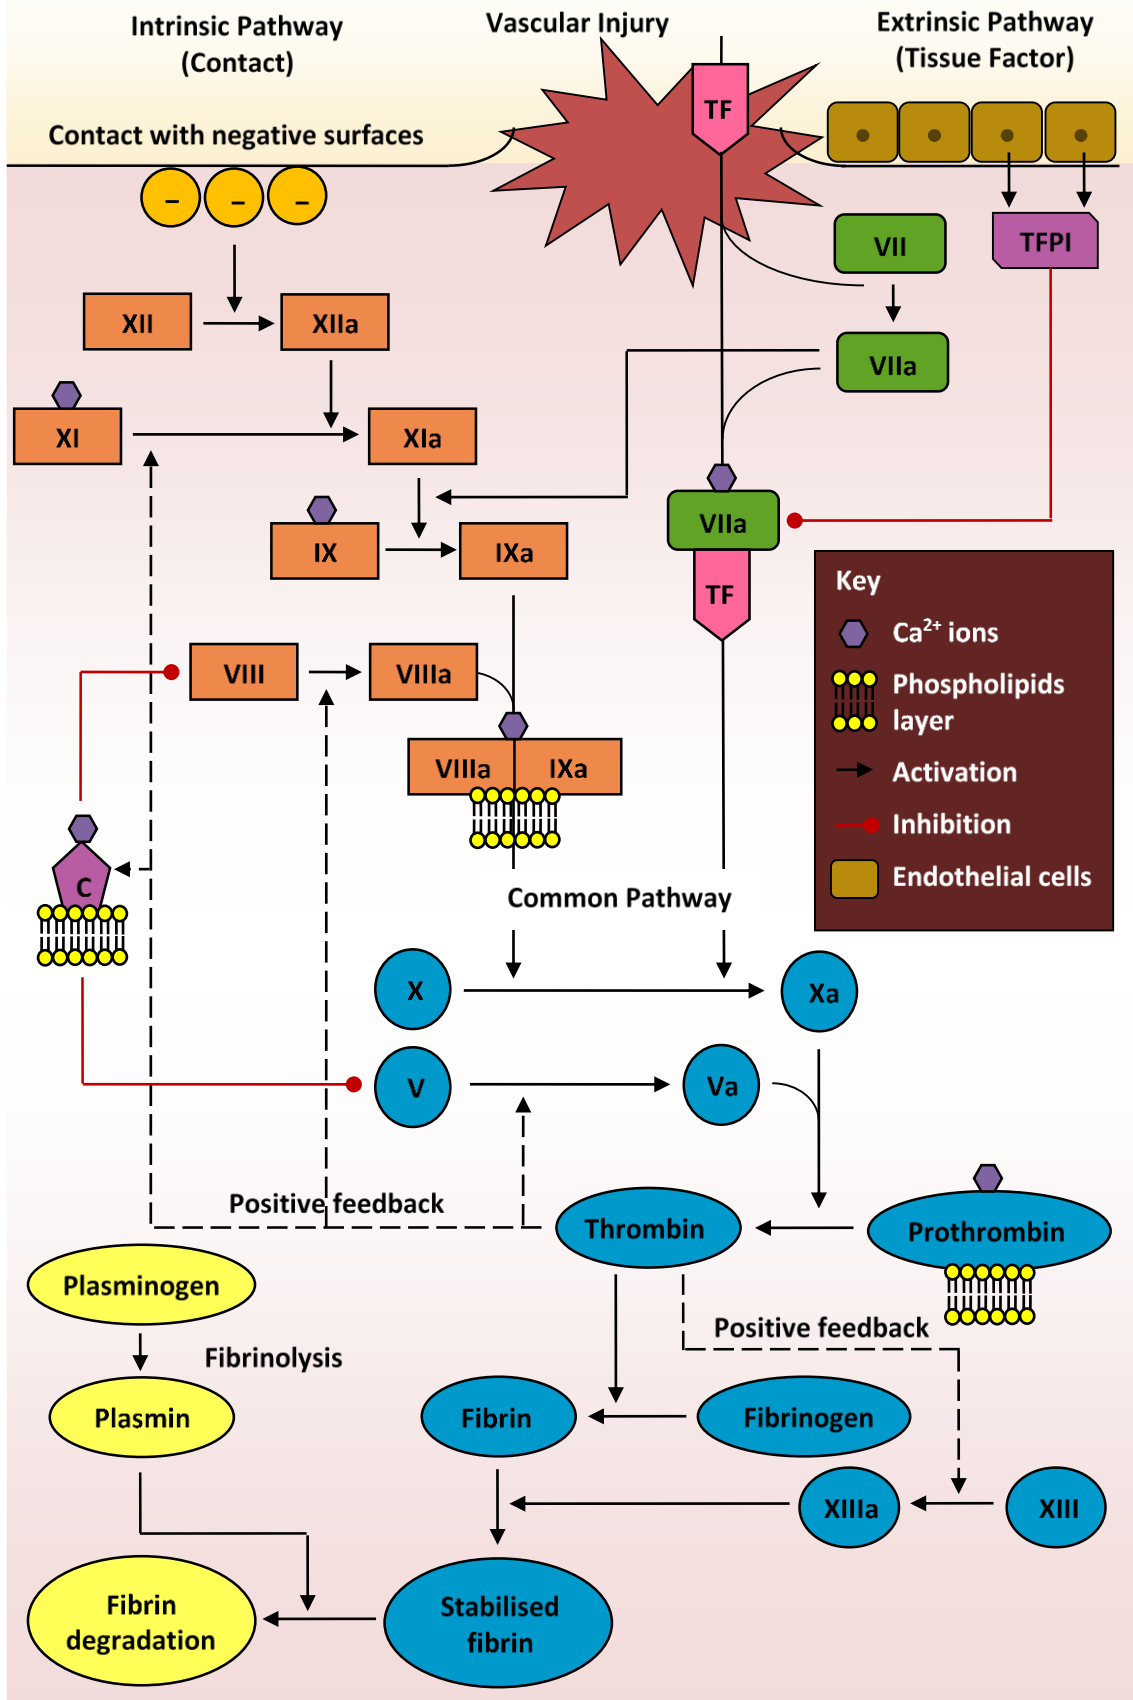 Intrinsic Pathway
(Contact)
Vascular Injury
Extrinsic Pathway
(Tissue Factor)
TF
Contact with negative surfaces
−
−
−
VII
TFPI
XII
XIIa
VIIa
XI
XIa
VIIa
IX
IXa
TF
Key
Ca2+ ions
Phospholipids
layer
Activation
Inhibition
Endothelial cells
VIII
VIIIa
VIIIa
IXa
C
Common Pathway
X
Xa
V
Va
Positive feedback
Thrombin
Prothrombin
Plasminogen
Positive feedback
Fibrinolysis
Plasmin
Fibrin
Fibrinogen
XIIIa
XIII
Fibrin
degradation
Stabilised
fibrin